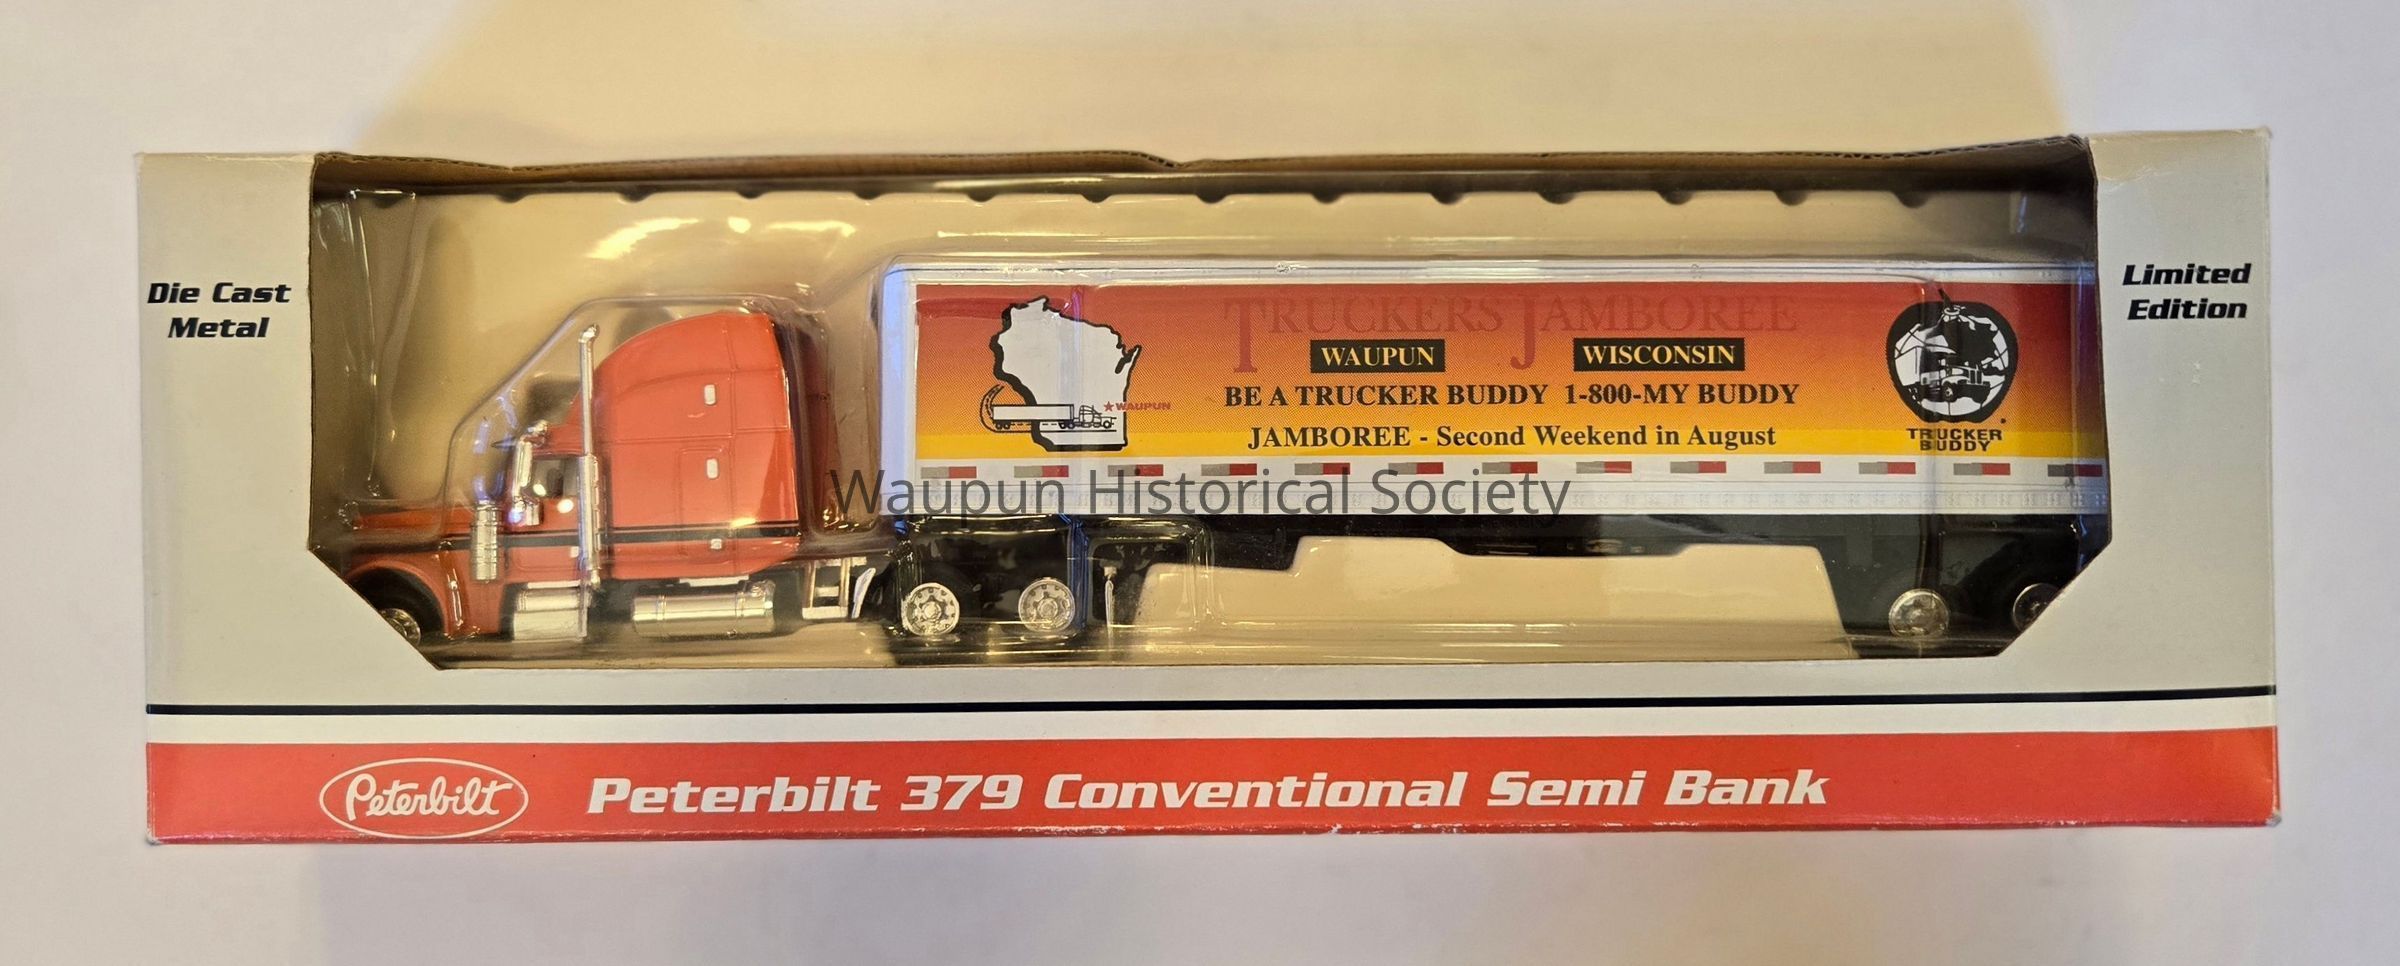 Die Cast
Metal
Limited
Edition
TRUCKERS JAMBOREE
WAUPUN WISCONSIN
BE A TRUCKER BUDDY 1-800-MY BUDDY
JAMBOREE - Second Weekend in August
WAUPUN
TRUCKER
BUDDY
Waupun Historical Society
Peterbilt
Peterbilt 379 Conventional Semi Bank